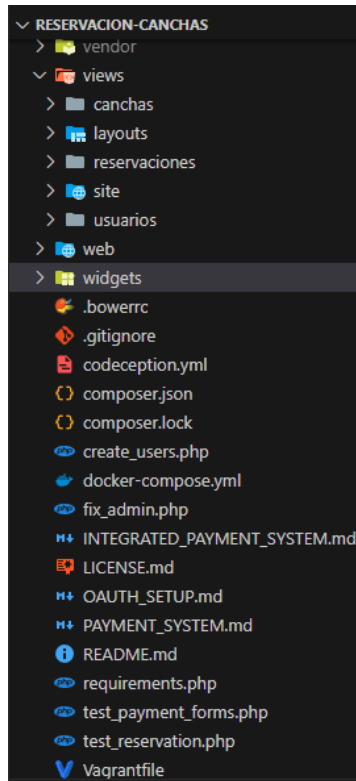 RESERVACION-CANCHAS
vendor
views
canchas
layouts
reservaciones
site
usuarios
web
widgets
.bowerrc
.gitignore
codeception.yml
composer.json
composer.lock
create_users.php
docker-compose.yml
fix_admin.php
INTEGRATED_PAYMENT_SYSTEM.md
LICENSE.md
OAUTH_SETUP.md
PAYMENT_SYSTEM.md
README.md
requirements.php
test_payment_forms.php
test_reservation.php
Vagrantfile